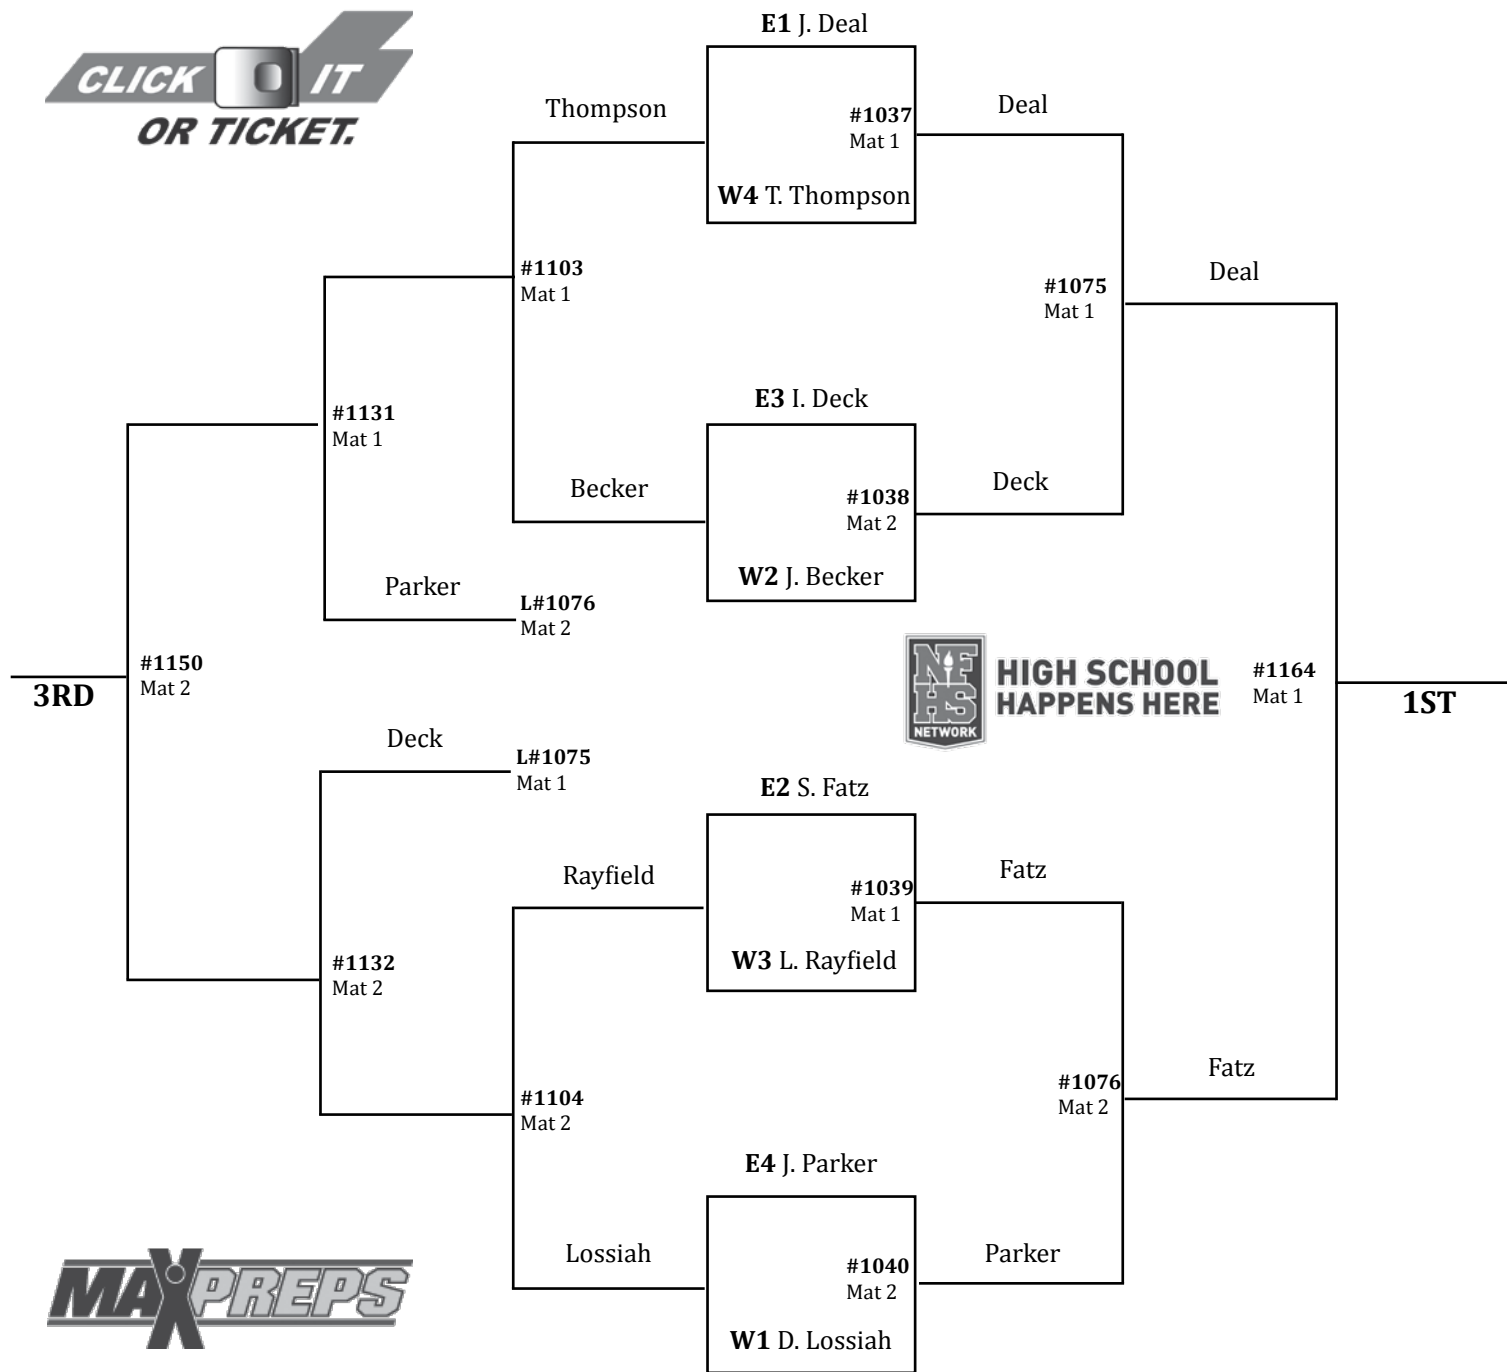 E1 J. Deal
CLICK IT
OR TICKET.
Thompson
#1037
Mat 1
Deal
W4 T. Thompson
#1103
Mat 1
#1075
Mat 1
Deal
#1131
Mat 1
E3 I. Deck
Becker
#1038
Mat 2
Deck
W2 J. Becker
Parker
L#1076
Mat 2
#1150
Mat 2
3RD
NFHS
NETWORK
HIGH SCHOOL
HAPPENS HERE
#1164
Mat 1
1ST
Deck
L#1075
Mat 1
E2 S. Fatz
Rayfield
#1039
Mat 1
Fatz
W3 L. Rayfield
#1132
Mat 2
#1104
Mat 2
#1076
Mat 2
Fatz
E4 J. Parker
Lossiah
#1040
Mat 2
Parker
W1 D. Lossiah
MAXPREPS